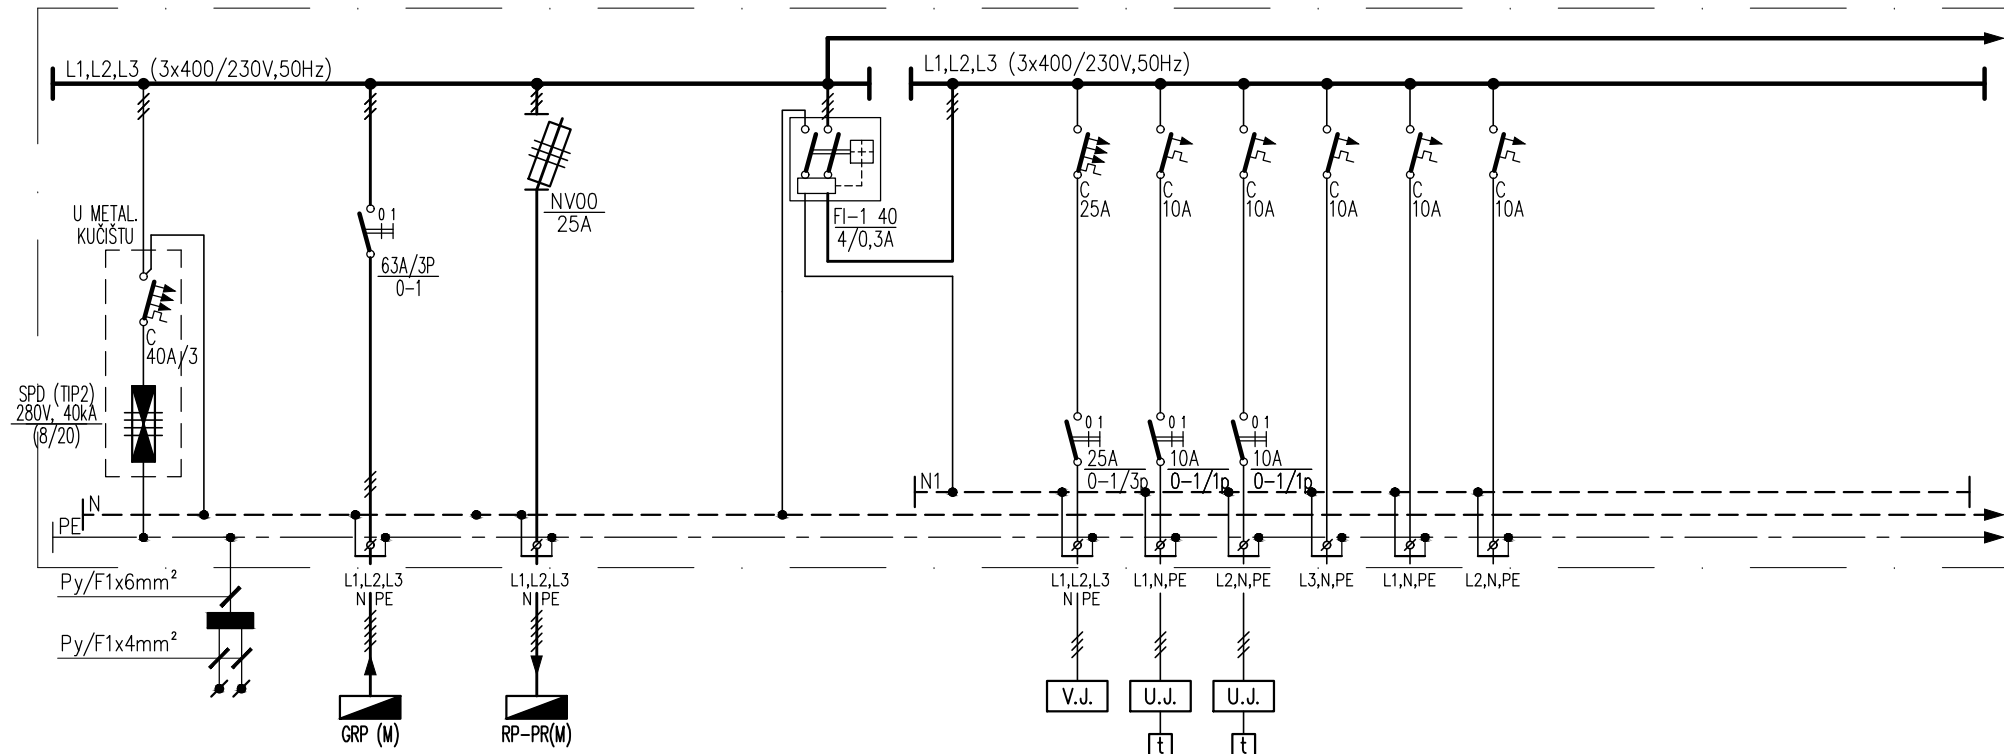 L1,L2,L3 (3x400/230V,50Hz)
L1,L2,L3 (3x400/230V,50Hz)
U METAL.
KUČIŠTU
C
40A/3
SPD (TIP2)
280V, 40kA
(8/20)
0 1
63A/3P
0-1
NV00
25A
FI-1 40
4/0,3A
C
25A
C
10A
C
10A
C
10A
C
10A
C
10A
0 1
25A
0-1/3p
0 1
10A
0-1/1p
0 1
10A
0-1/1p
N1
N
PE
Py/F1x6mm²
Py/F1x4mm²
L1,L2,L3
N PE
L1,L2,L3
N PE
L1,L2,L3
N PE
L1,N,PE
L2,N,PE
L3,N,PE
L1,N,PE
L2,N,PE
GRP (M)
RP-PR(M)
V.J.
U.J.
U.J.
t
t